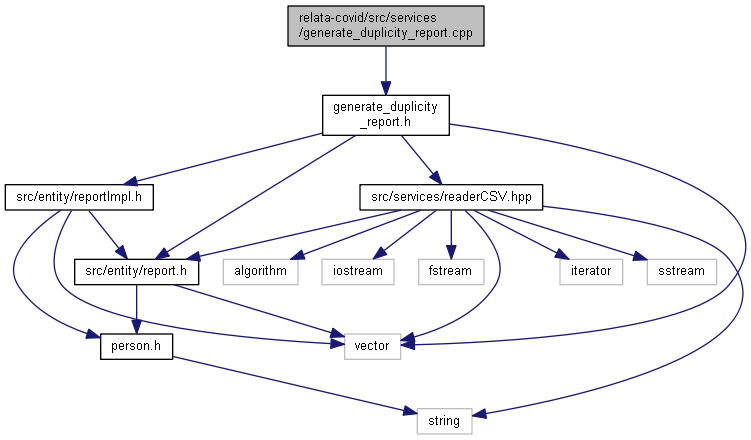 relata-covid/src/services
/generate_duplicity_report.cpp
generate_duplicity
_report.h
src/entity/reportImpl.h
src/services/readerCSV.hpp
src/entity/report.h
algorithm
iostream
fstream
iterator
sstream
person.h
vector
string